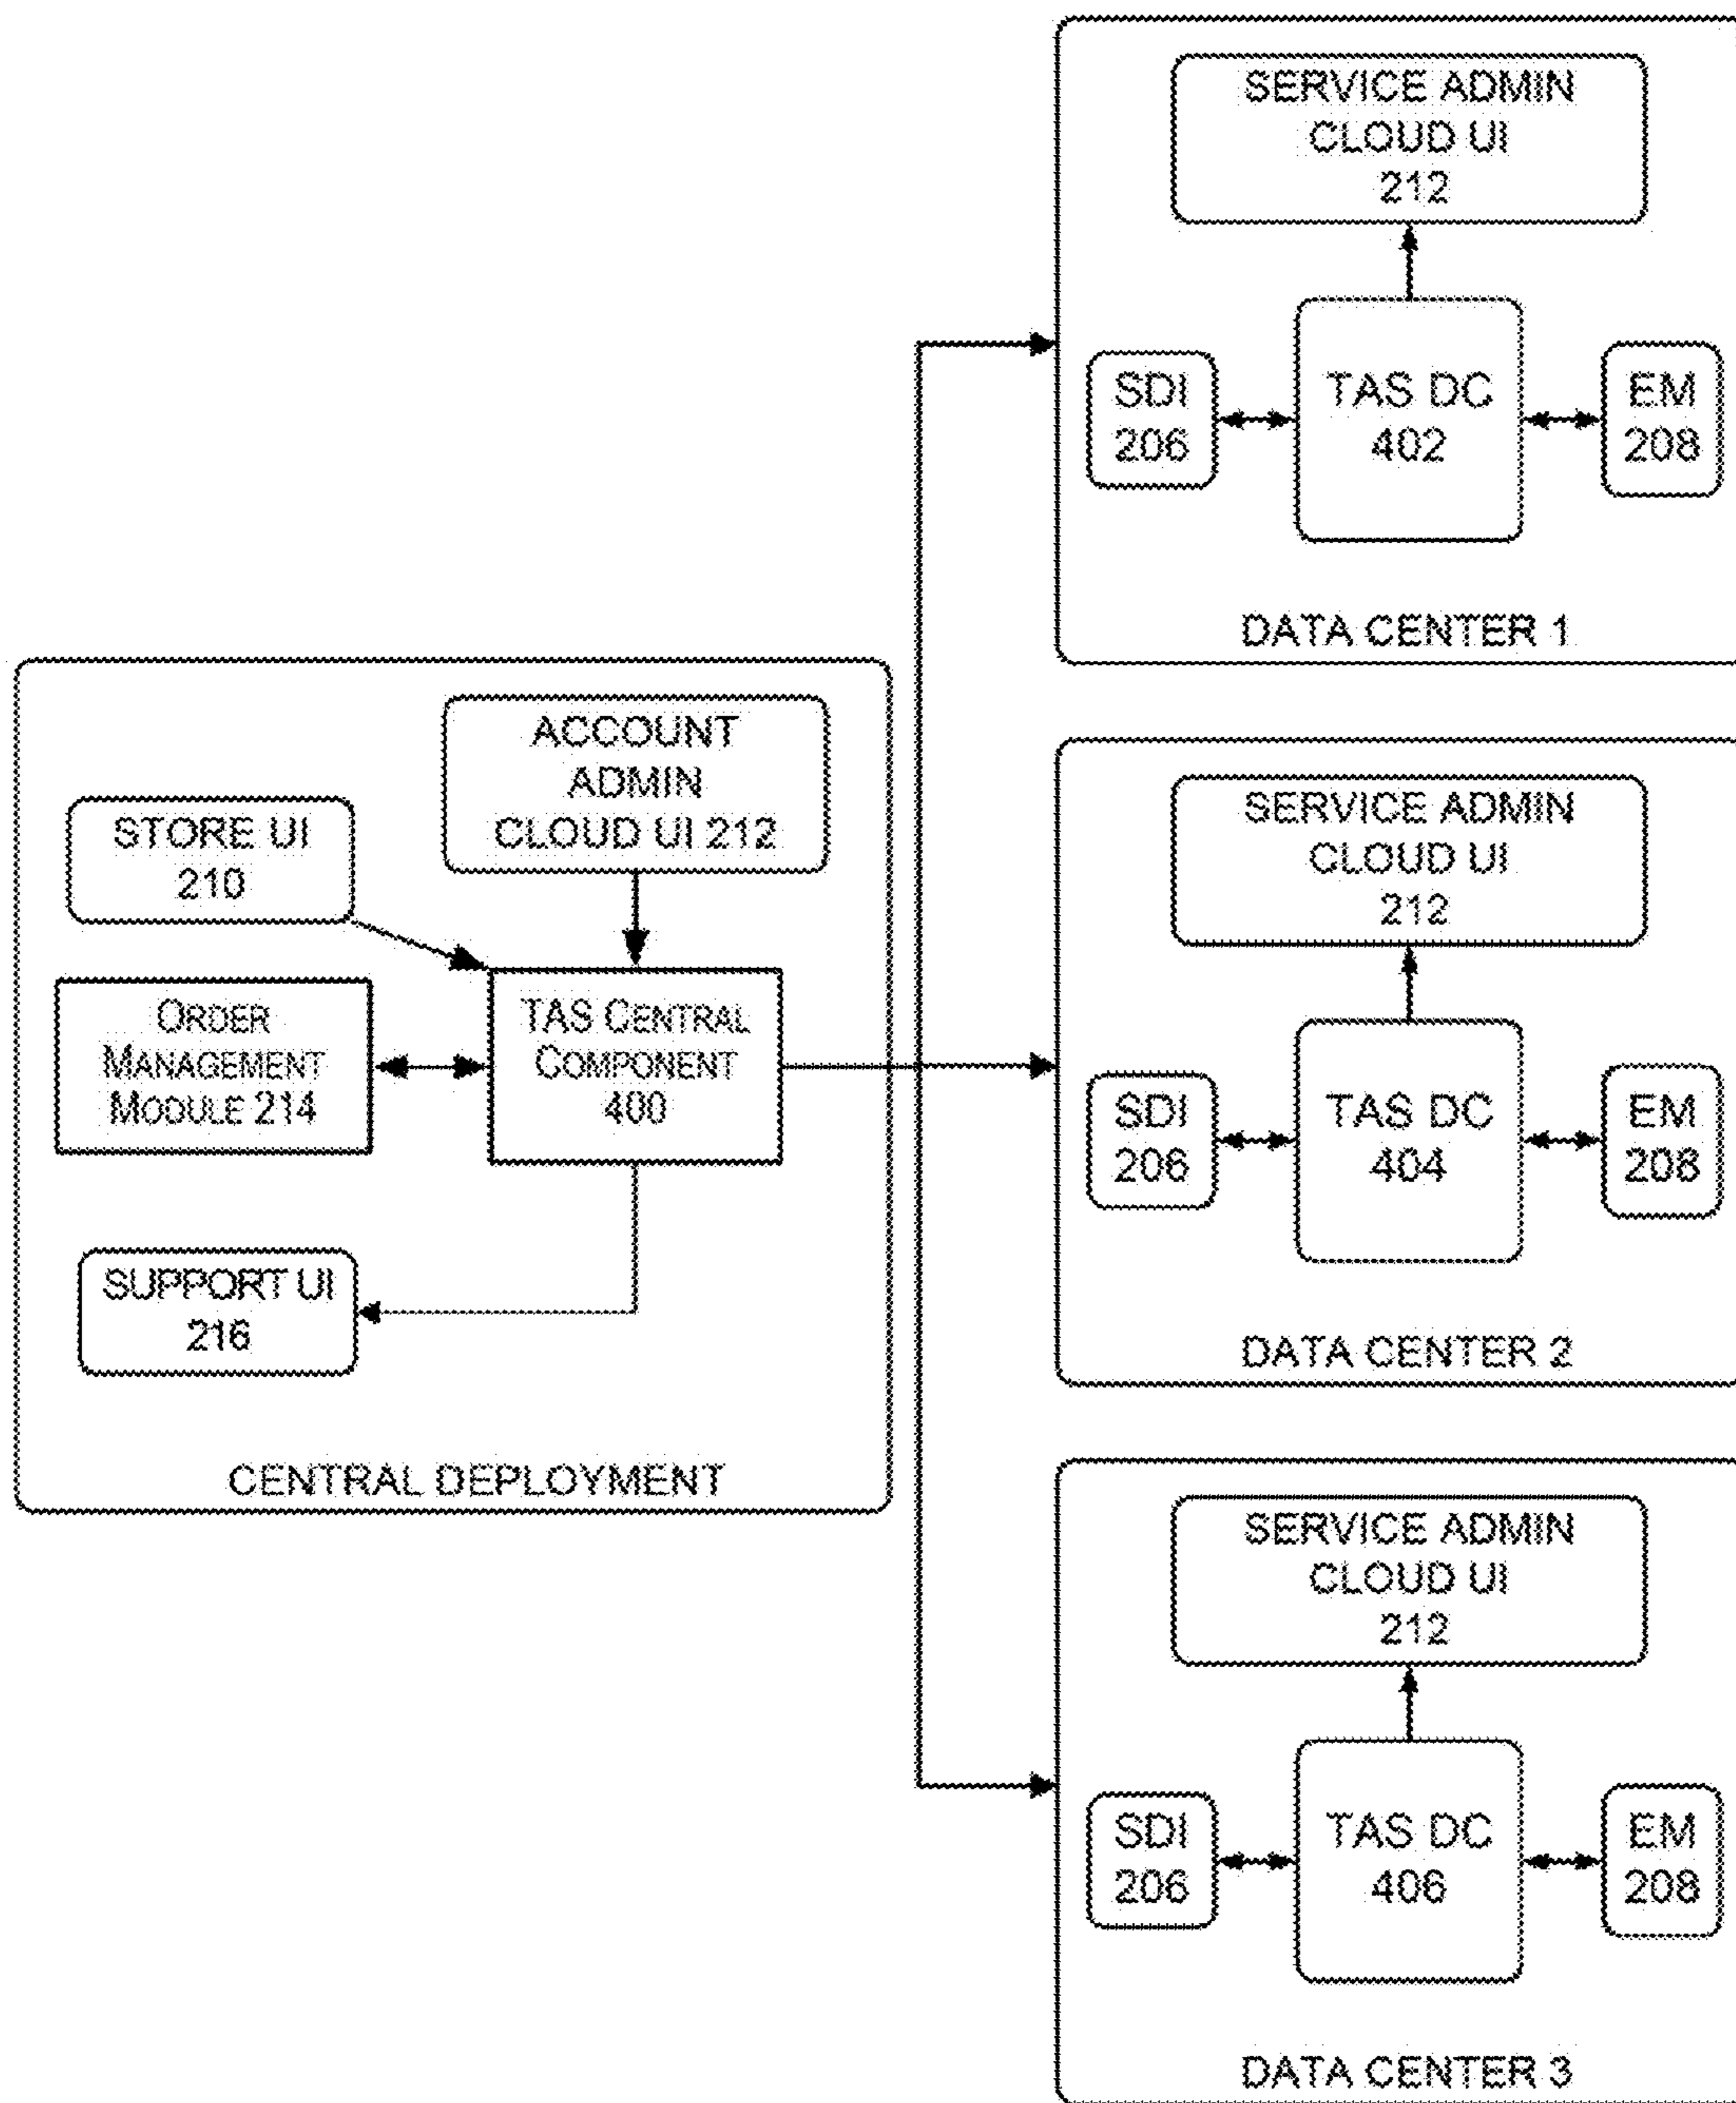 SERVICE ADMIN
CLOUD UI
212
SDI
206
TAS DC
402
EM
208
DATA CENTER 1
ACCOUNT
ADMIN
CLOUD UI 212
STORE UI
210
ORDER
MANAGEMENT
MODULE 214
TAS CENTRAL
COMPONENT
400
SUPPORT UI
216
CENTRAL DEPLOYMENT
SERVICE ADMIN
CLOUD UI
212
SDI
206
TAS DC
404
EM
208
DATA CENTER 2
SERVICE ADMIN
CLOUD UI
212
SDI
206
TAS DC
406
EM
208
DATA CENTER 3